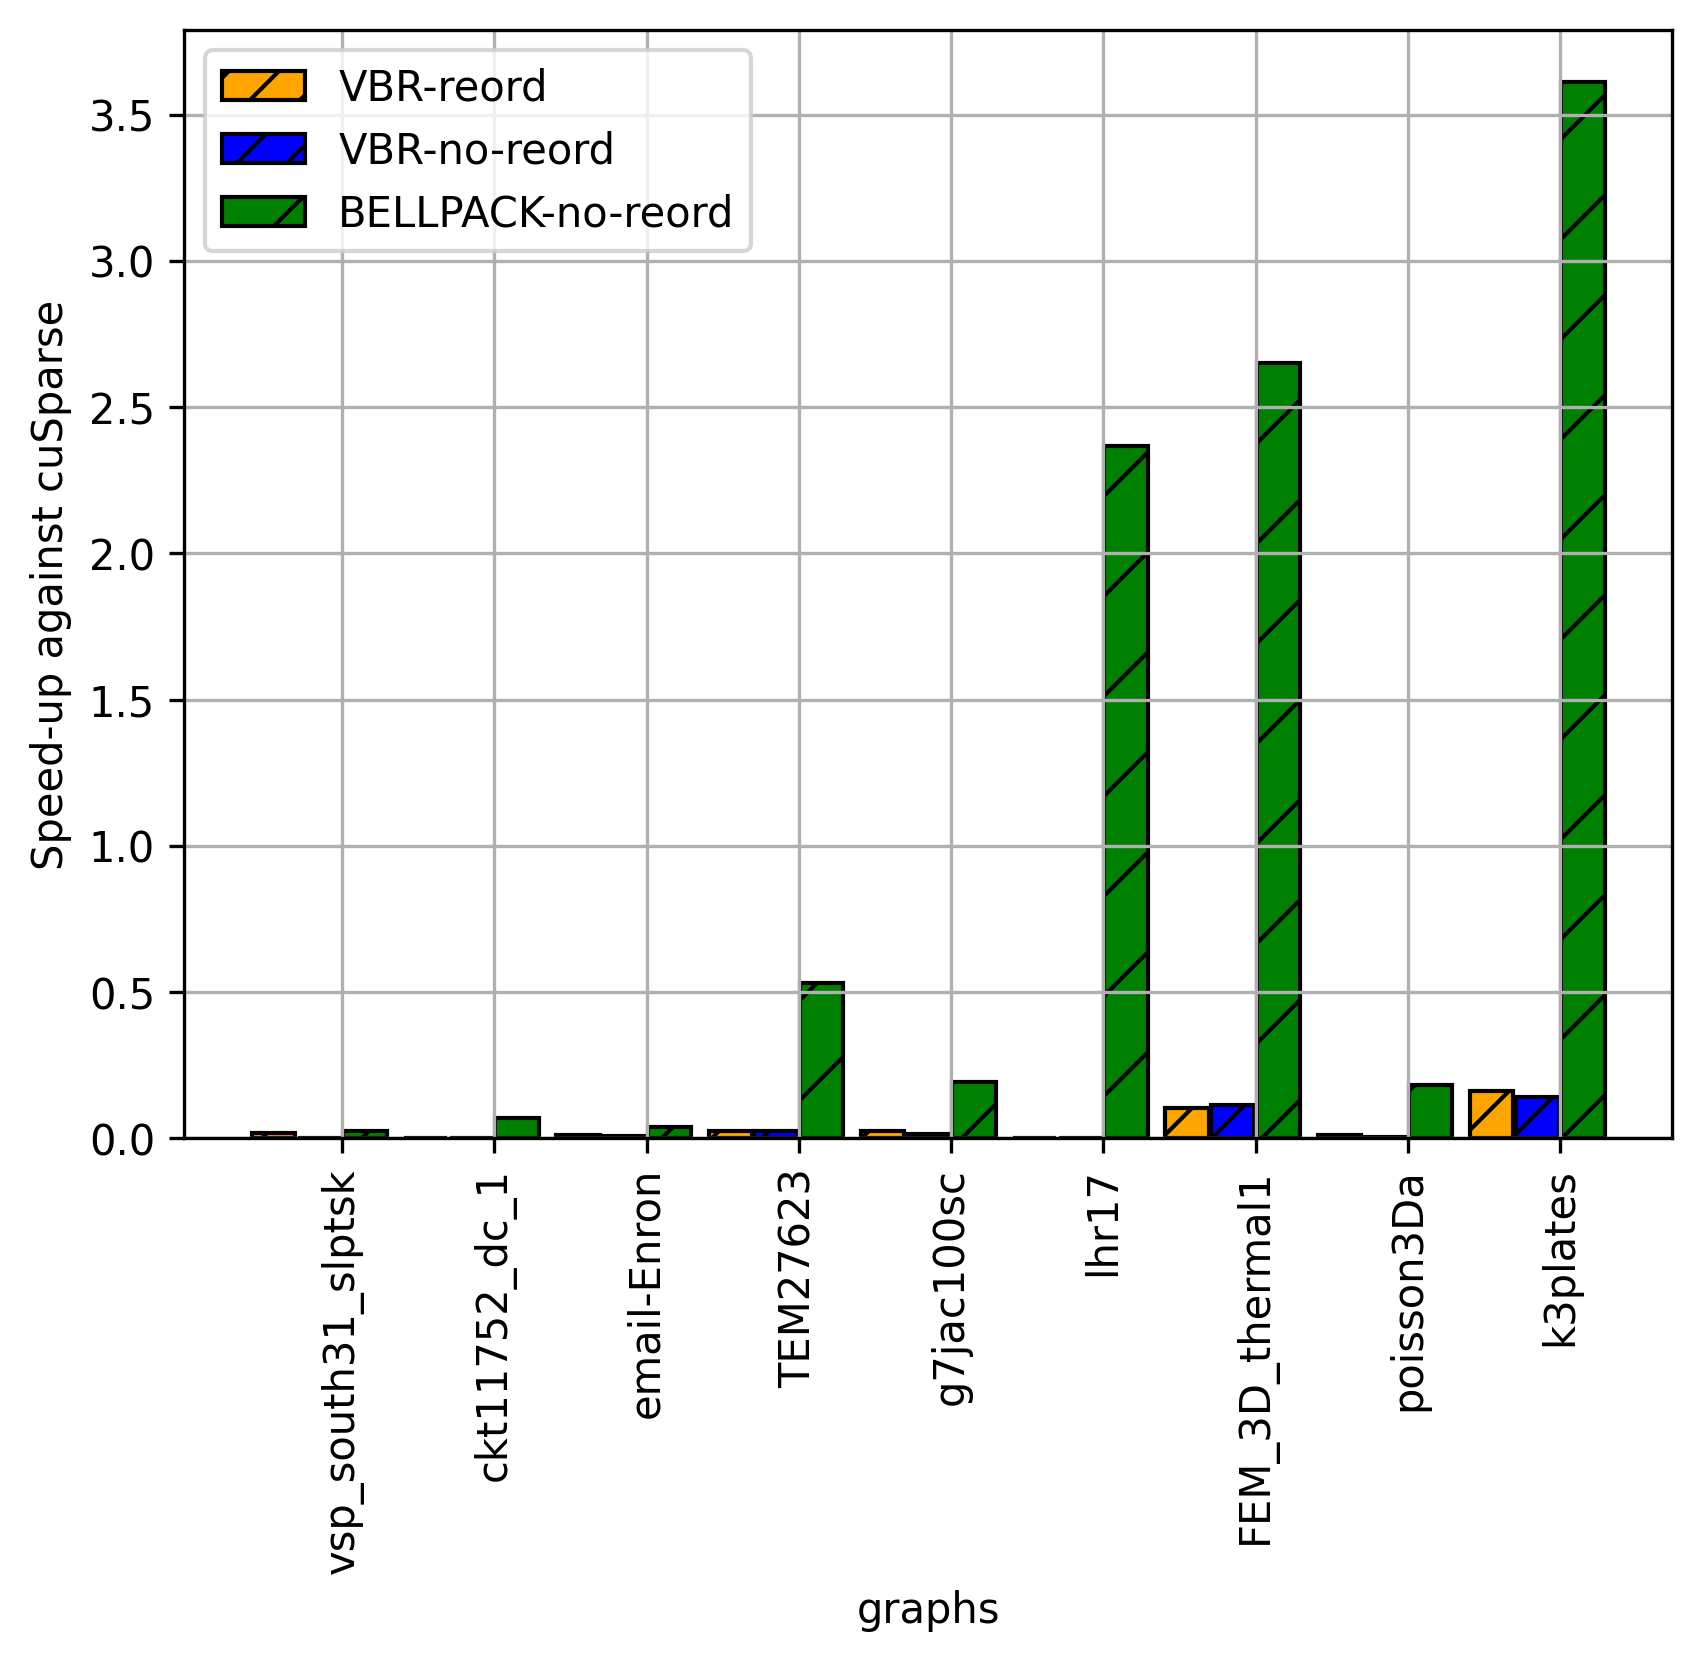 VBR-reord
VBR-no-reord
BELLPACK-no-reord
Speed-up against cuSparse
3.5
3.0
2.5
2.0
1.5
1.0
0.5
0.0
vsp_south31_slptsk
ckt11752_dc_1
email-Enron
TEM27623
g7jac100sc
lhr17
FEM_3D_thermal1
poisson3Da
k3plates
graphs